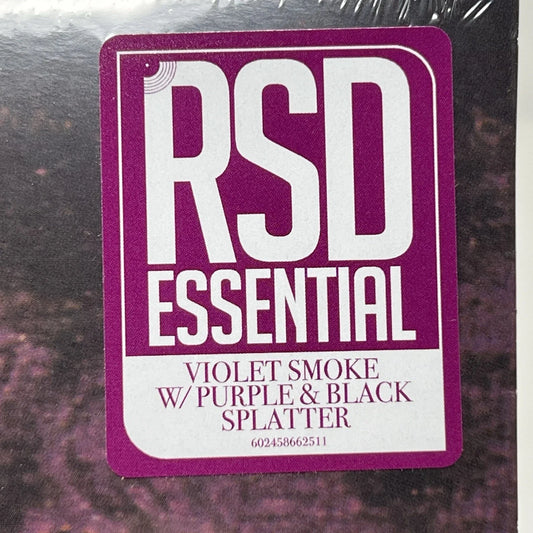 RSD
ESSENTIAL
VIOLET SMOKE
W/ PURPLE & BLACK
SPLATTER
602458662511